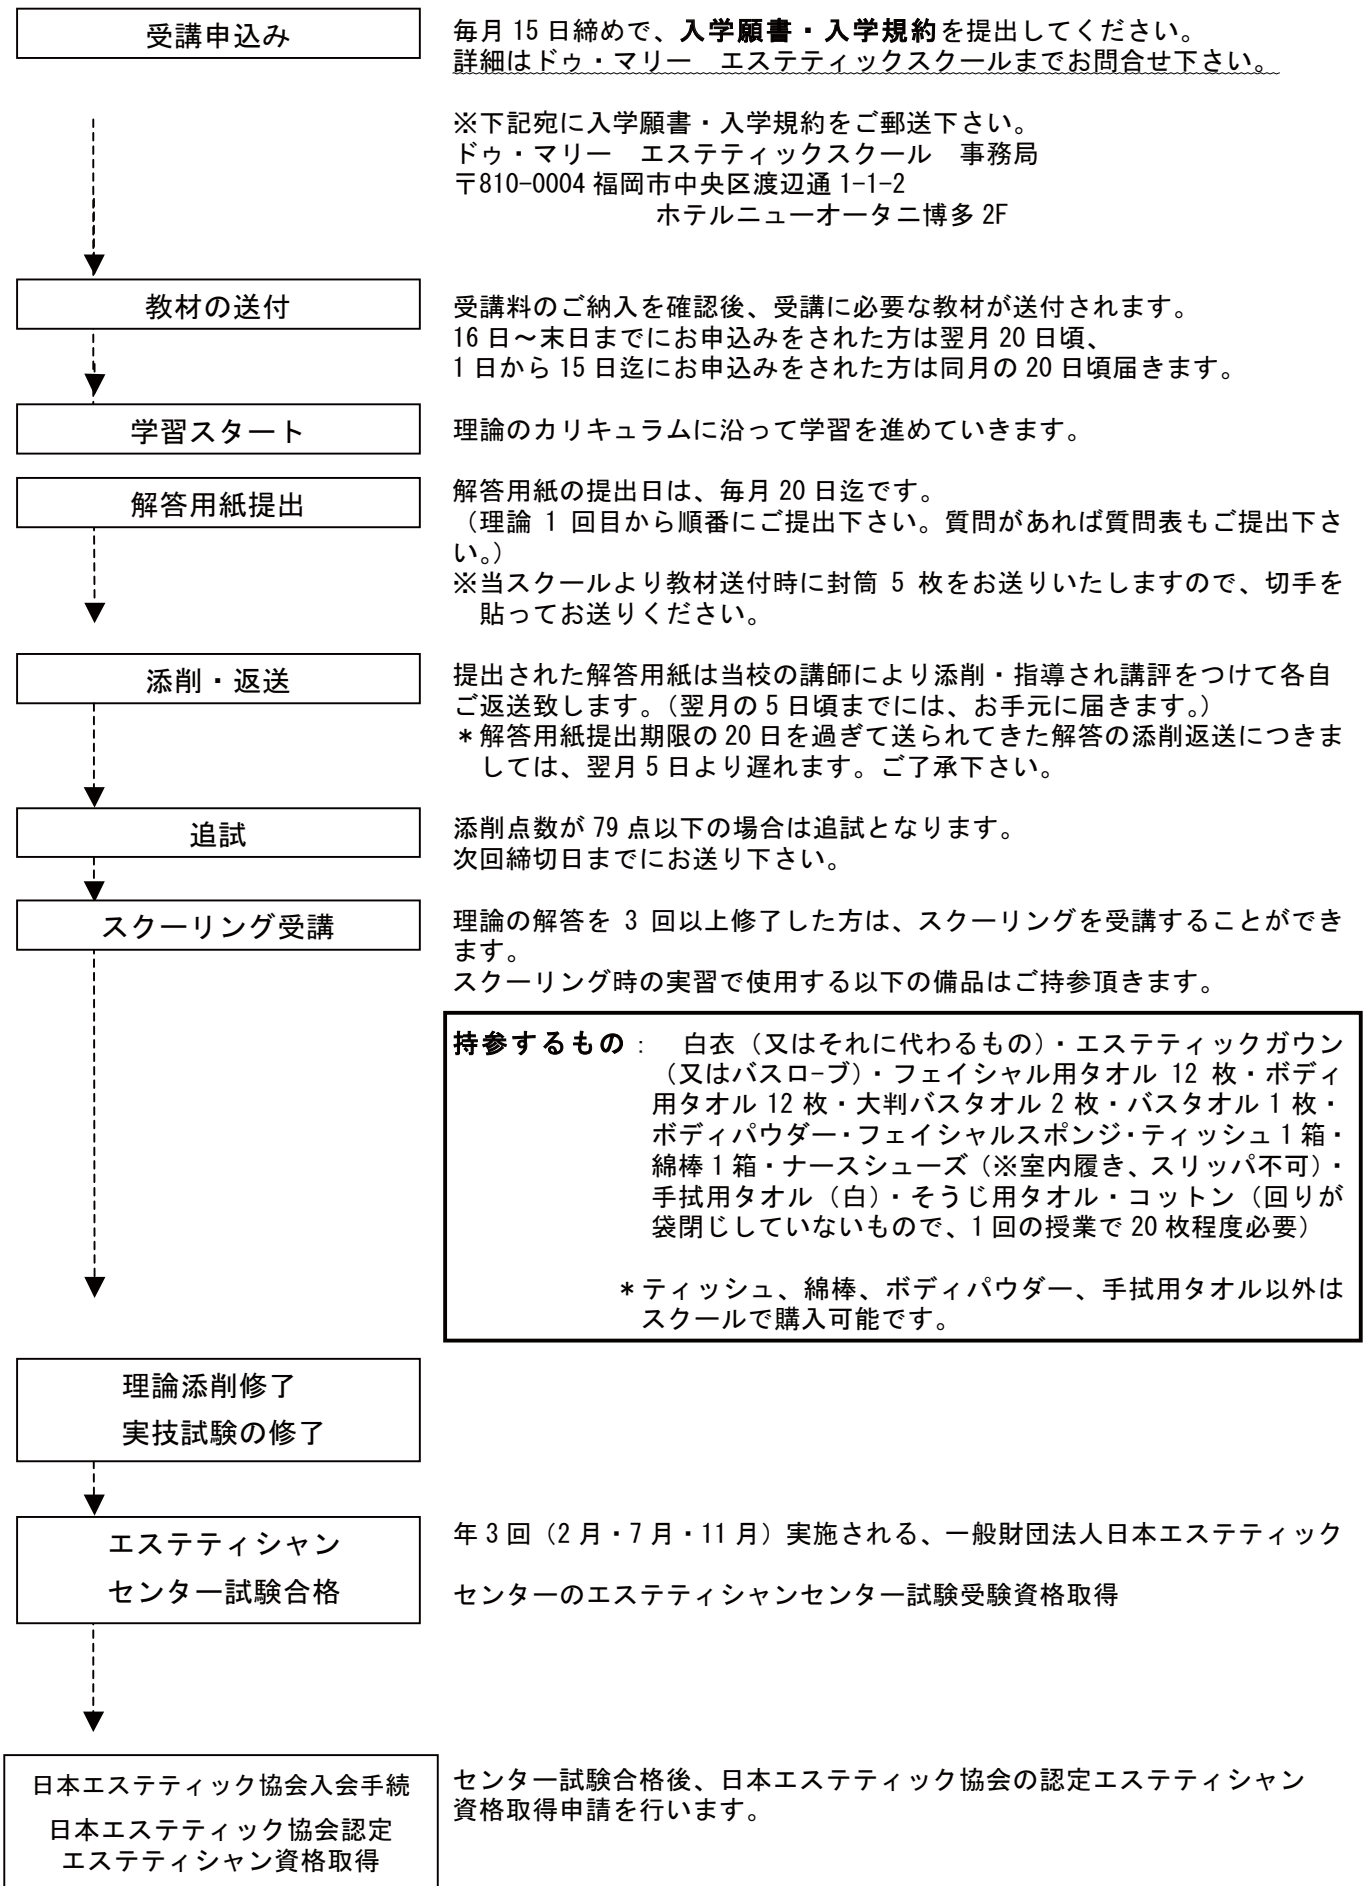 受講申込み
毎月15日締めで、入学願書・入学規約を提出してください。
詳細はドゥ・マリー　エステティックスクールまでお問合せ下さい。
※下記宛に入学願書・入学規約をご郵送下さい。
ドゥ・マリー　エステティックスクール　事務局
〒810-0004 福岡市中央区渡辺通 1-1-2
ホテルニューオータニ博多 2F
教材の送付
受講料のご納入を確認後、受講に必要な教材が送付されます。
16日～末日までにお申込みをされた方は翌月20日頃、
1日から15日迄にお申込みをされた方は同月の20日頃届きます。
学習スタート
理論のカリキュラムに沿って学習を進めていきます。
解答用紙提出
解答用紙の提出日は、毎月20日迄です。
（理論 1 回目から順番にご提出下さい。質問があれば質問表もご提出下さ
い。）
※当スクールより教材送付時に封筒 5 枚をお送りいたしますので、切手を
貼ってお送りください。
添削・返送
提出された解答用紙は当校の講師により添削・指導され講評をつけて各自
ご返送致します。（翌月の5日頃までには、お手元に届きます。）
＊解答用紙提出期限の20日を過ぎて送られてきた解答の添削返送につきま
しては、翌月5日より遅れます。ご了承下さい。
追試
添削点数が79点以下の場合は追試となります。
次回締切日までにお送り下さい。
スクーリング受講
理論の解答を 3 回以上修了した方は、スクーリングを受講することができ
ます。
スクーリング時の実習で使用する以下の備品はご持参頂きます。
持参するもの：　白衣（又はそれに代わるもの）・エステティックガウン
（又はバスロ-ブ）・フェイシャル用タオル 12 枚・ボディ
用タオル 12 枚・大判バスタオル 2 枚・バスタオル 1 枚・
ボディパウダー・フェイシャルスポンジ・ティッシュ 1 箱・
綿棒 1 箱・ナースシューズ（※室内履き、スリッパ不可）・
手拭用タオル（白）・そうじ用タオル・コットン（回りが
袋閉じしていないもので、1回の授業で20枚程度必要）
＊ティッシュ、綿棒、ボディパウダー、手拭用タオル以外は
スクールで購入可能です。
理論添削修了
実技試験の修了
エステティシャン
センター試験合格
年3回（2月・7月・11月）実施される、一般財団法人日本エステティック
センターのエステティシャンセンター試験受験資格取得
日本エステティック協会入会手続
日本エステティック協会認定
エステティシャン資格取得
センター試験合格後、日本エステティック協会の認定エステティシャン
資格取得申請を行います。